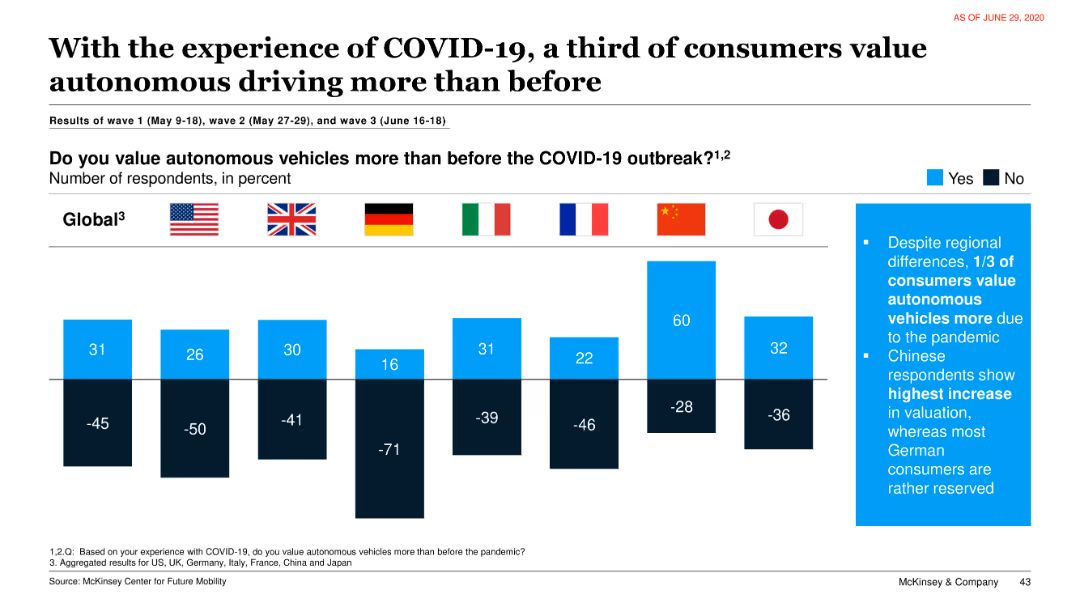 AS OF JUNE 29, 2020
With the experience of COVID-19, a third of consumers value
autonomous driving more than before
Results of wave 1 (May 9-18), wave 2 (May 27-29), and wave 3 (June 16-18)
Do you value autonomous vehicles more than before the COVID-19 outbreak?1,2
Number of respondents, in percent
Yes
No
Global3
31
26
30
16
31
22
60
32
-45
-50
-41
-71
-39
-46
-28
-36
▪ Despite regional
differences, 1/3 of
consumers value
autonomous
vehicles more due
to the pandemic
▪ Chinese
respondents show
highest increase
in valuation,
whereas most
German
consumers are
rather reserved
1,2.Q: Based on your experience with COVID-19, do you value autonomous vehicles more than before the pandemic?
3. Aggregated results for US, UK, Germany, Italy, France, China and Japan
Source: McKinsey Center for Future Mobility
McKinsey & Company 43